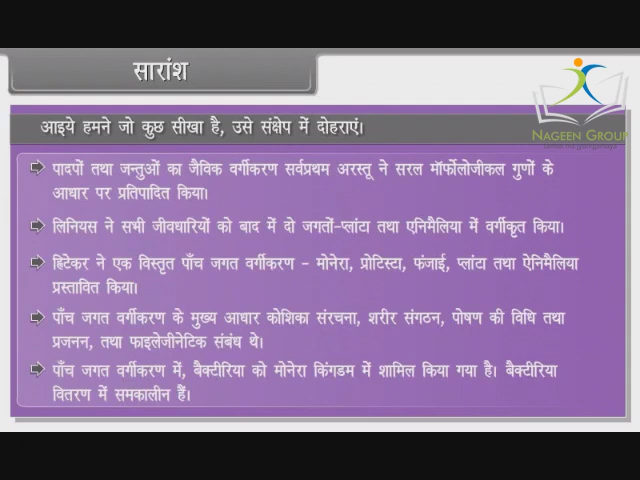 सारांश
NAGEEN GROUP
आइये हमने जो कुछ सीखा है, उसे संक्षेप में दोहराएं।
पादपों तथा जन्तुओं का जैविक वर्गीकरण सर्वप्रथम अरस्तू ने सरल मॉर्फोलोजीकल गुणों के
आधार पर प्रतिपादित किया।
लिनियस ने सभी जीवधारियों को बाद में दो जगतों-प्लांटा तथा एनिमैलिया में वर्गीकृत किया।
ह्विटेकर ने एक विस्तृत पाँच जगत वर्गीकरण - मोनेरा, प्रोटिस्टा, फंजाई, प्लांटा तथा ऐनिमैलिया
प्रस्तावित किया।
पाँच जगत वर्गीकरण के मुख्य आधार कोशिका संरचना, शरीर संगठन, पोषण की विधि तथा
प्रजनन, तथा फाइलेजीनेटिक संबंध थे।
पाँच जगत वर्गीकरण में, बैक्टीरिया को मोनेरा किंगडम में शामिल किया गया है। बैक्टीरिया
वितरण में समकालीन हैं।